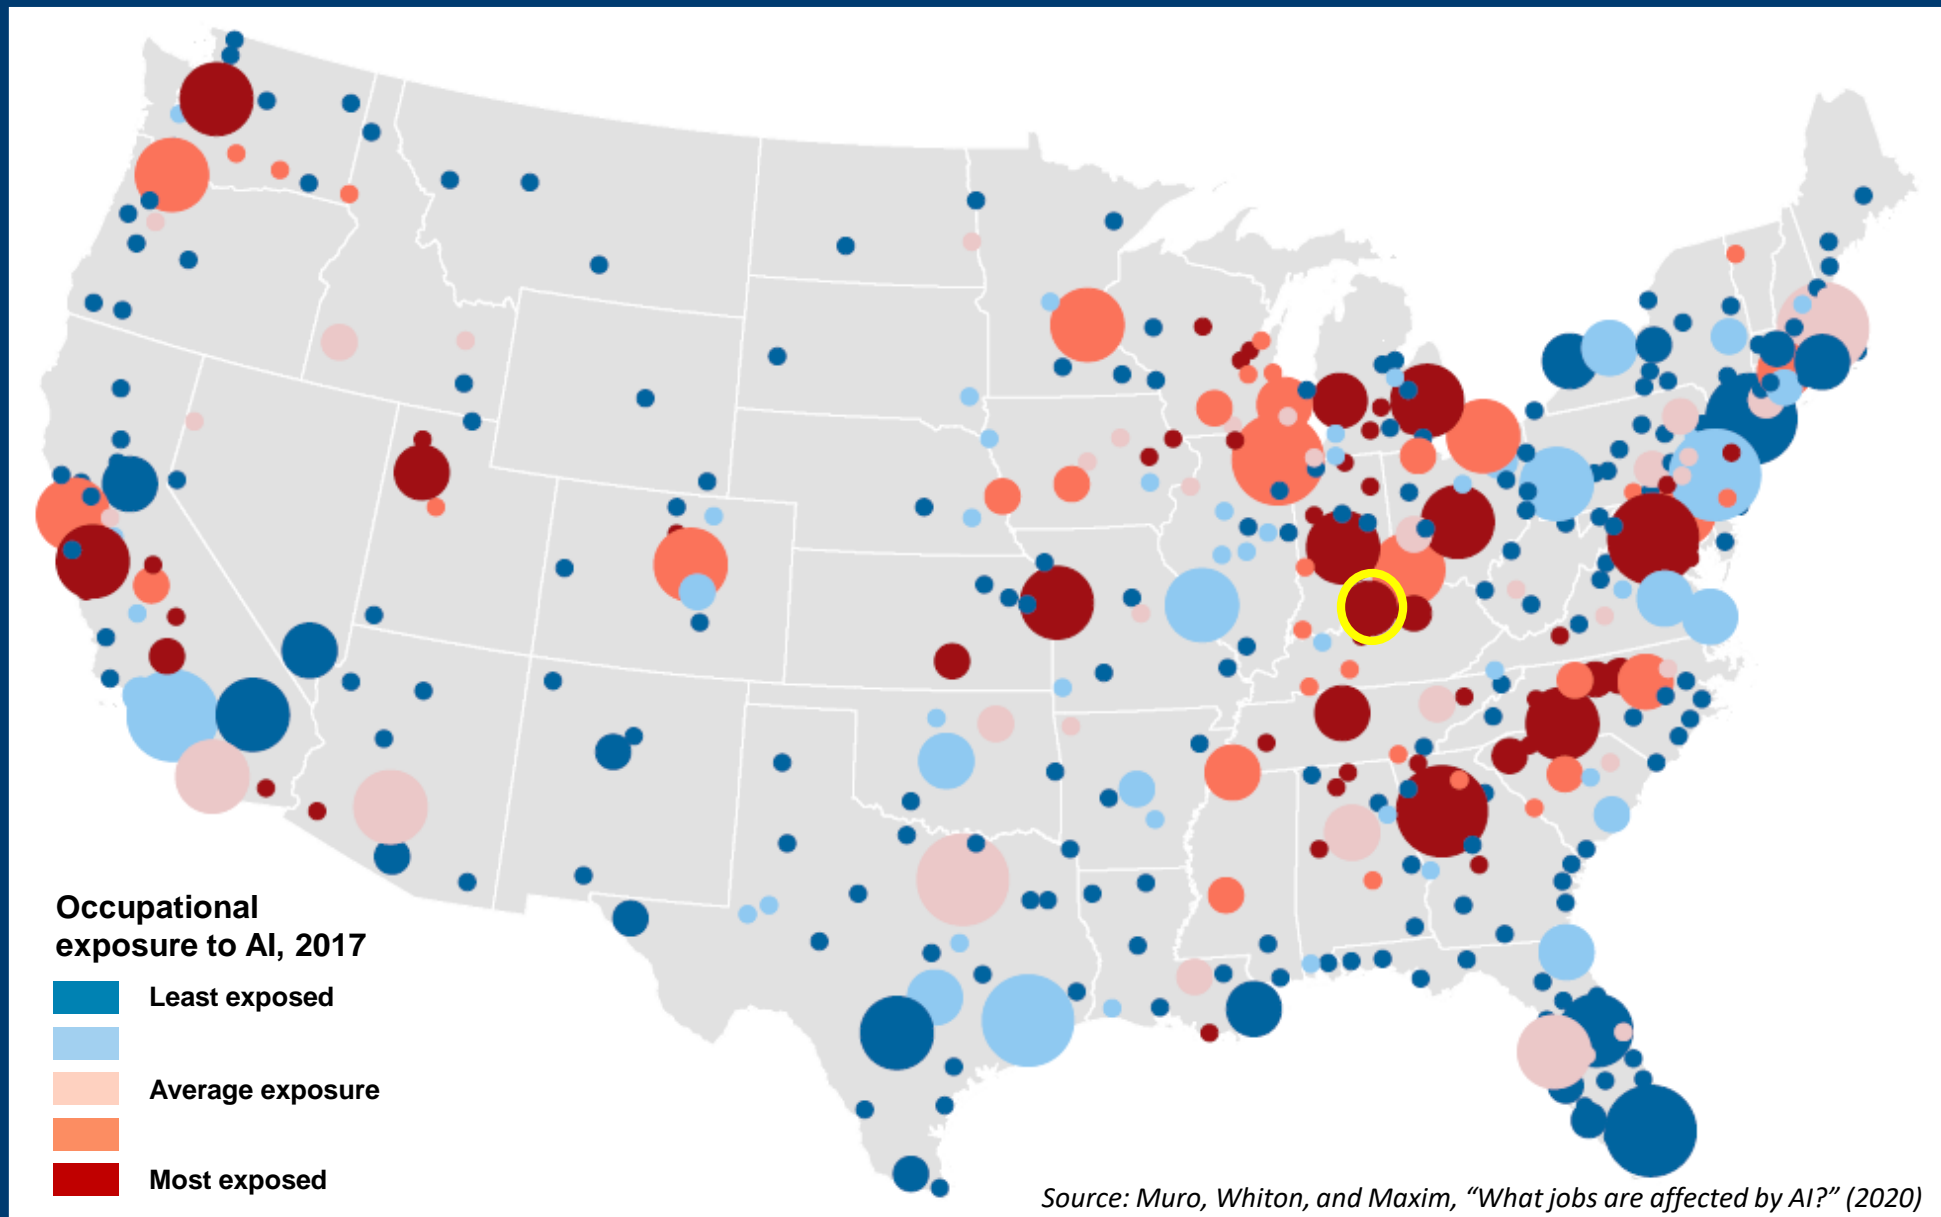 Occupational
exposure to AI, 2017
Least exposed
Average exposure
Most exposed
Source: Muro, Whiton, and Maxim, “What jobs are affected by AI?” (2020)